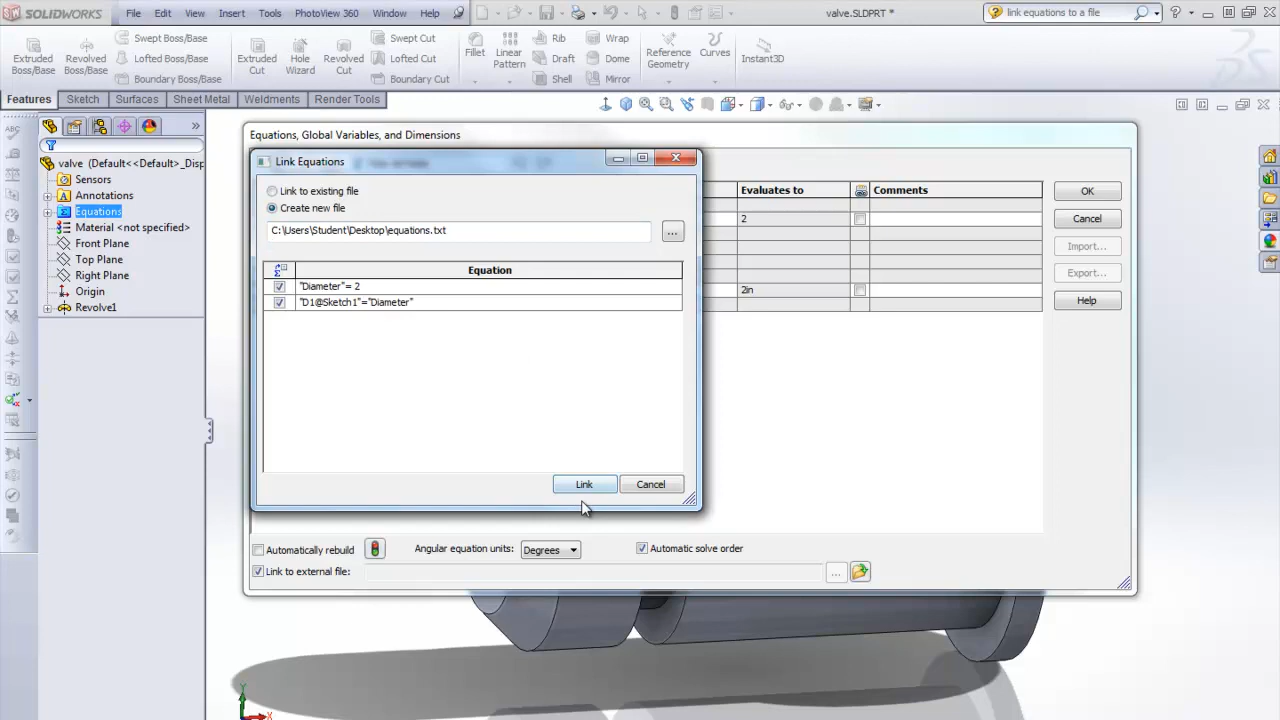 SOLIDWORKS File Edit View Insert Tools PhotoView 360 Window Help valve.SLDPRT * link equations to a file
Extruded Boss/Base
Revolved Boss/Base
Swept Boss/Base
Lofted Boss/Base
Boundary Boss/Base
Extruded Cut
Hole Wizard
Revolved Cut
Swept Cut
Lofted Cut
Boundary Cut
Fillet
Linear Pattern
Rib
Draft
Shell
Wrap
Dome
Mirror
Reference Geometry
Curves
Instant3D
Features Sketch Surfaces Sheet Metal Weldments Render Tools
valve (Default<<Default>_Disp
Sensors
Annotations
Equations
Material <not specified>
Front Plane
Top Plane
Right Plane
Origin
Revolve1
Equations, Global Variables, and Dimensions
Link Equations
Link to existing file
Create new file
C:\Users\Student\Desktop\equations.txt
...
Equation
"Diameter"= 2
"D1@Sketch1"="Diameter"
Link Cancel
Evaluates to Comments
2
2in
OK
Cancel
Import...
Export...
Help
Automatically rebuild Angular equation units: Degrees Automatic solve order
Link to external file: ...
Y
X